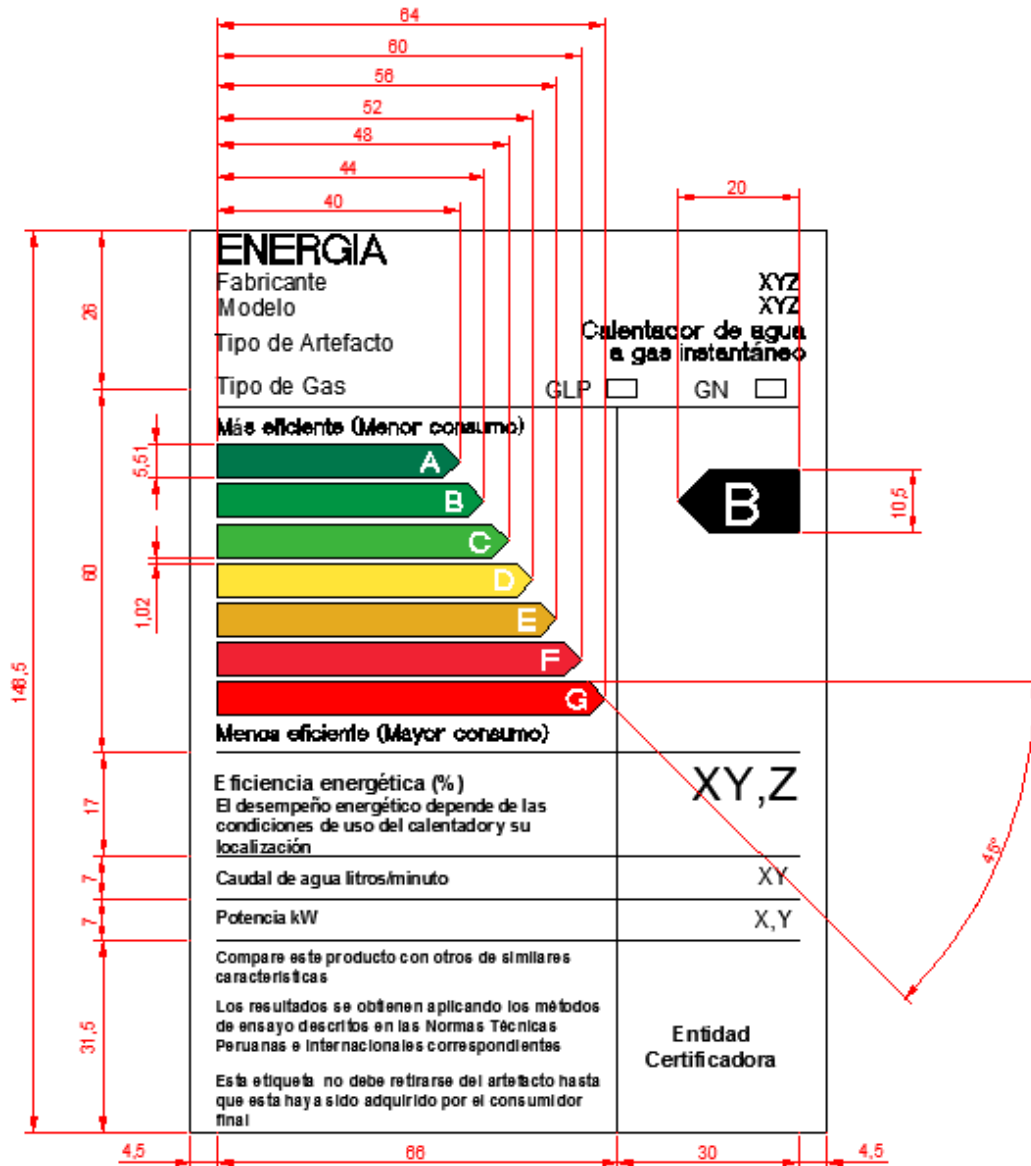 64
60
56
52
48
44
40
20
ENERGIA
Fabricante XYZ
Modelo XYZ
Tipo de Artefacto Calentador de agua
a gas instantáneo
Tipo de Gas GLP GN
26
Más eficiente (Menor consumo)
A
B
C
D
E
F
G
B
5,51
1,02
10,5
60
148,5
Menos eficiente (Mayor consumo)
Eficiencia energética (%) XY,Z
El desempeño energético depende de las
condiciones de uso del calentador y su
localización
17
45°
Caudal de agua litros/minuto XY
7
Potencia kW X,Y
7
Compare este producto con otros de similares
características
Los resultados se obtienen aplicando los métodos
de ensayo descritos en las Normas Técnicas
Peruanas e Internacionales correspondientes
Esta etiqueta no debe retirarse del artefacto hasta
que esta haya sido adquirido por el consumidor
final
Entidad
Certificadora
31,5
4,5 66 30 4,5